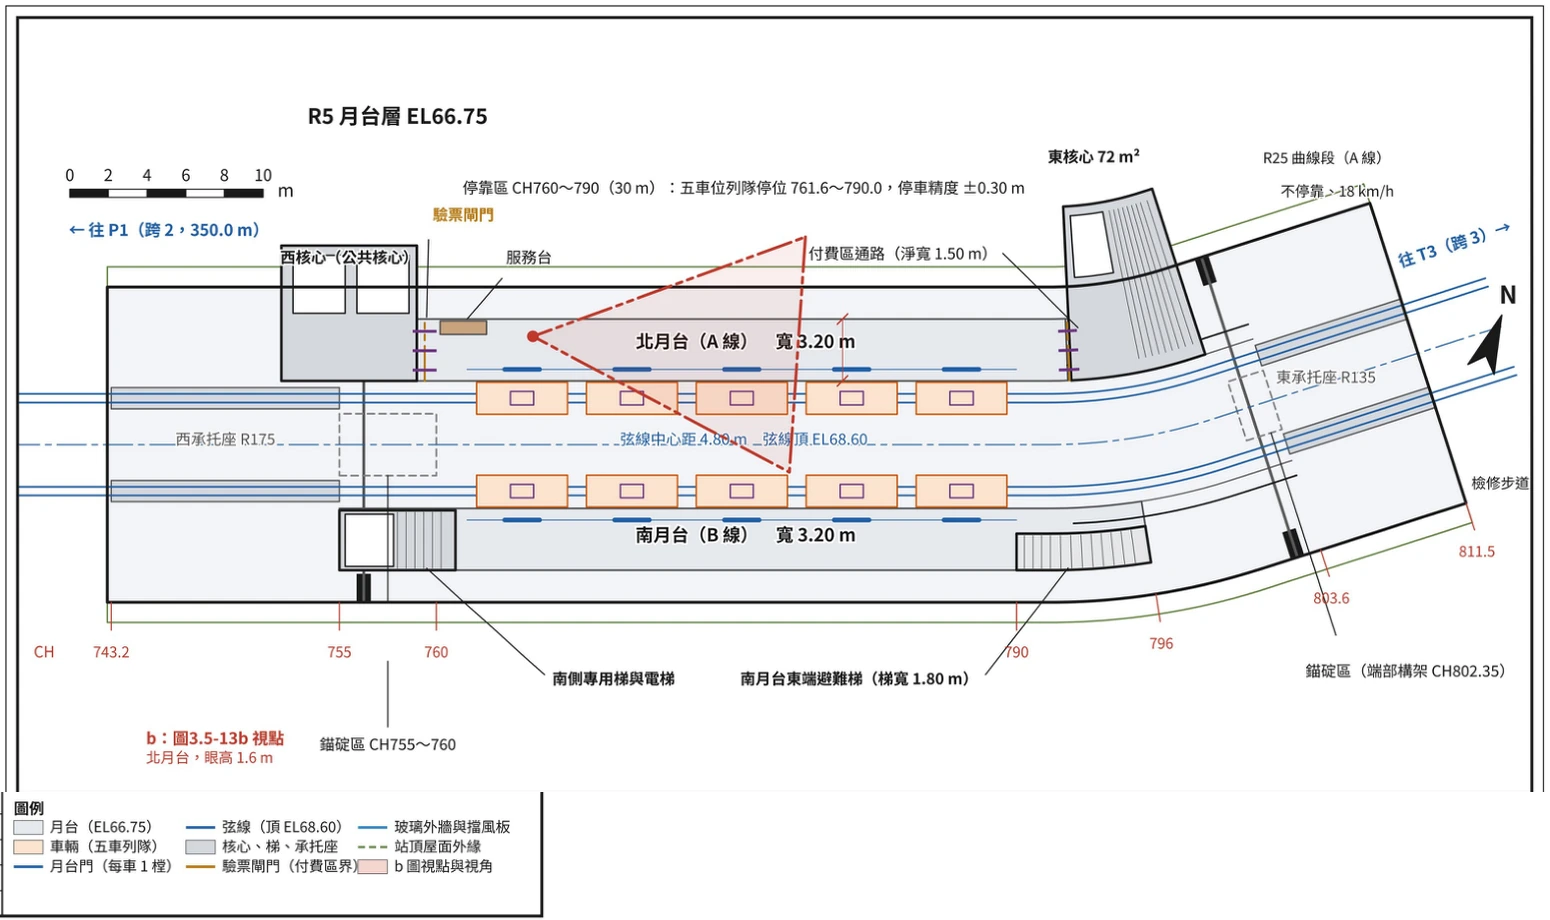 R5 月台層 EL66.75
0 2 4 6 8 10 m
← 往 P1（跨 2，350.0 m）
停靠區 CH760～790（30 m）：五車位列隊停位 761.6～790.0，停車精度 ±0.30 m
驗票閘門
西核心—（公共核心）
服務台
付費區通路（淨寬 1.50 m）
東核心 72 m²
R25 曲線段（A 線）
不停靠、18 km/h
往 T3（跨 3）→
N
北月台（A 線） 寬 3.20 m
東承托座 R135
西承托座 R175
弦線中心距 4.80 m 弦線頂 EL68.60
檢修步道
南月台（B 線） 寬 3.20 m
811.5
803.6
796
CH 743.2 755 760 790
南側專用梯與電梯
南月台東端避難梯（梯寬 1.80 m）
錨碇區（端部構架 CH802.35）
b：圖3.5-13b 視點
北月台，眼高 1.6 m
錨碇區 CH755～760
圖例
月台（EL66.75） 弦線（頂 EL68.60） 玻璃外牆與擋風板
車輛（五車列隊） 核心、梯、承托座 站頂屋面外緣
月台門（每車 1 樘） 驗票閘門（付費區界） b 圖視點與視角